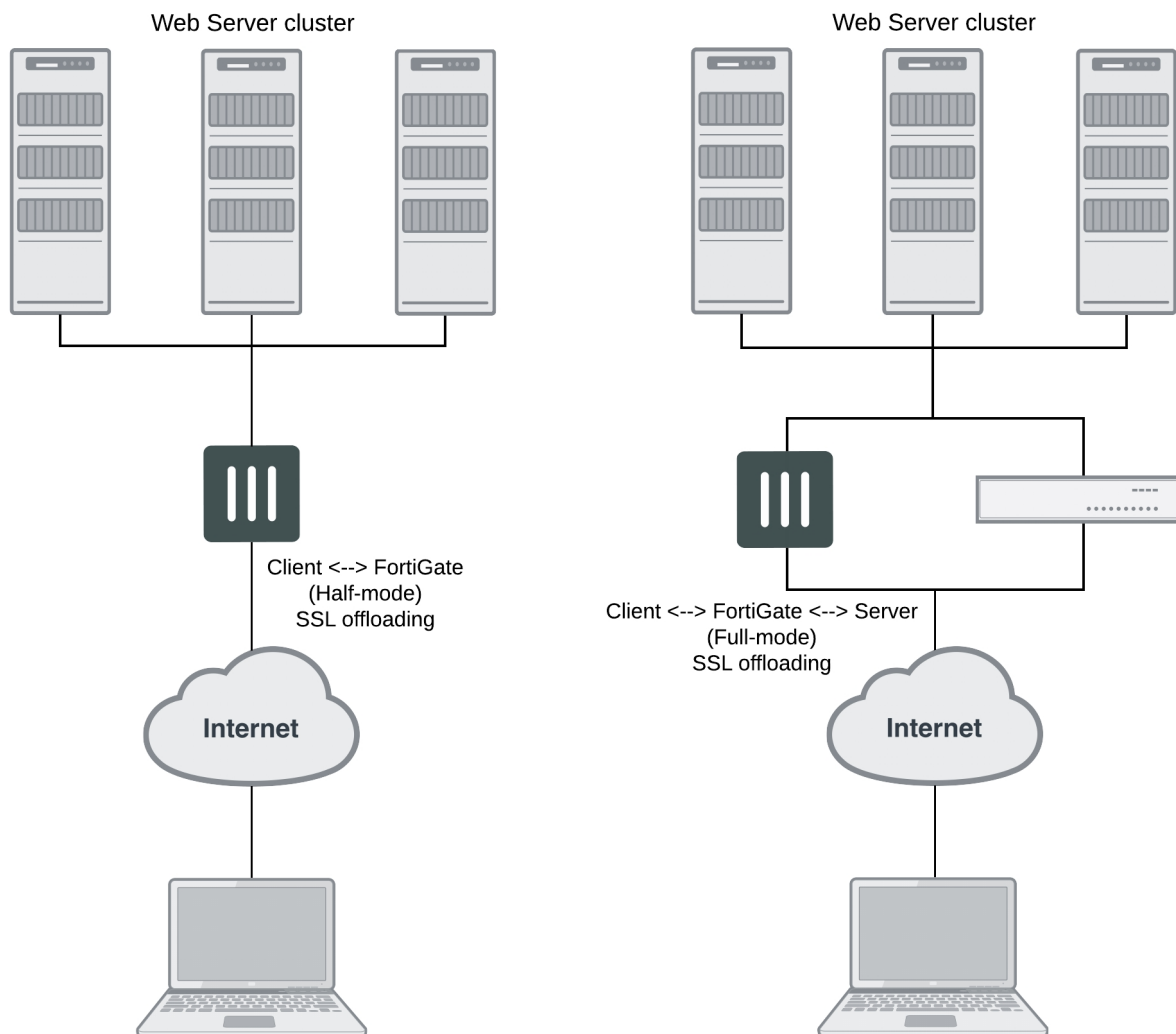 Web Server cluster
Web Server cluster
Client <--> FortiGate
(Half-mode)
SSL offloading
Client <--> FortiGate <--> Server
(Full-mode)
SSL offloading
Internet
Internet